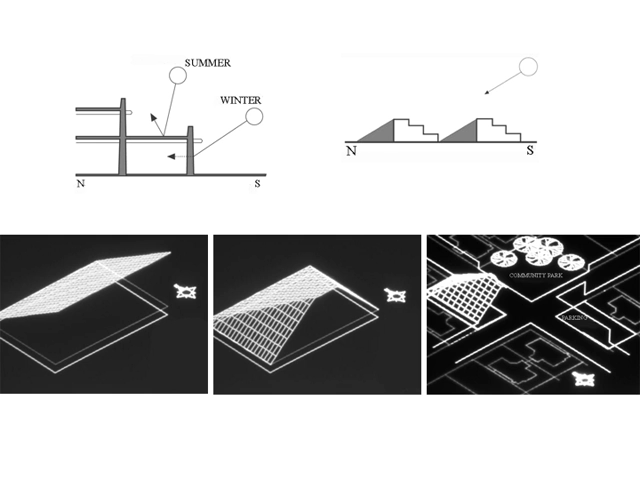 SUMMER
WINTER
N S
N S
COMMUNITY PARK
PARKING